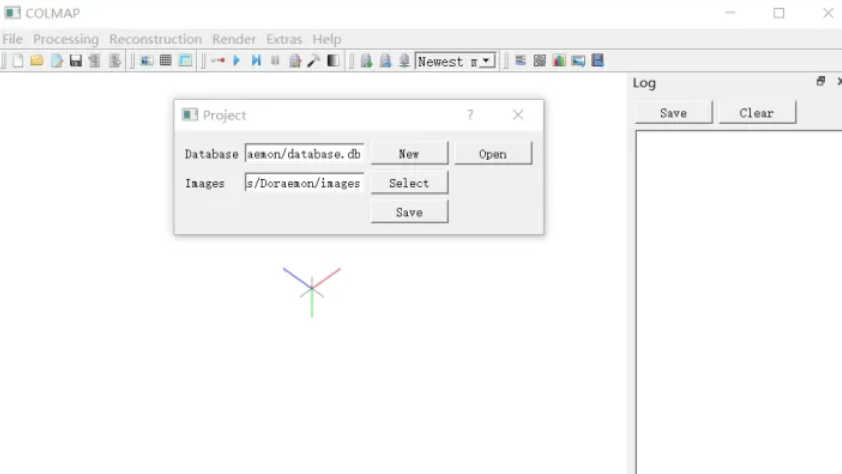 COLMAP
File Processing Reconstruction Render Extras Help
Newest m
Log
Save Clear
Project ?
Database aemon/database.db New Open
Images s/Doraemon/images Select
Save